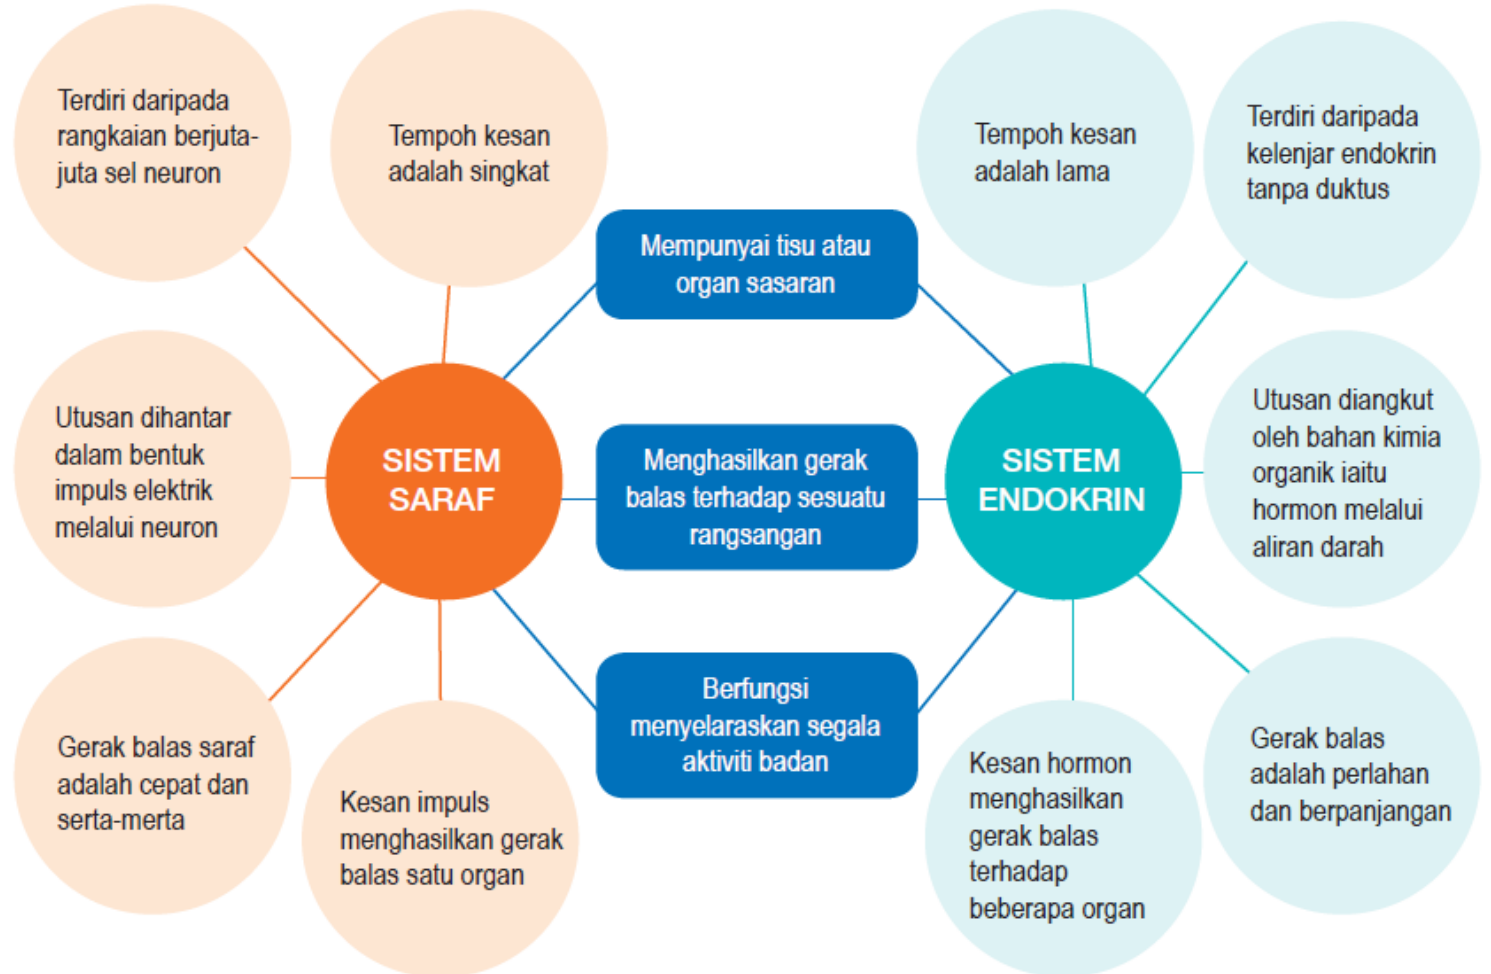 Terdiri daripada
rangkaian berjuta-
juta sel neuron
Tempoh kesan
adalah singkat
Tempoh kesan
adalah lama
Terdiri daripada
kelenjar endokrin
tanpa duktus
Mempunyai tisu atau
organ sasaran
Utusan dihantar
dalam bentuk
impuls elektrik
melalui neuron
SISTEM
SARAF
Menghasilkan gerak
balas terhadap sesuatu
rangsangan
SISTEM
ENDOKRIN
Utusan diangkut
oleh bahan kimia
organik iaitu
hormon melalui
aliran darah
Gerak balas saraf
adalah cepat dan
serta-merta
Kesan impuls
menghasilkan gerak
balas satu organ
Berfungsi
menyelaraskan segala
aktiviti badan
Kesan hormon
menghasilkan
gerak balas
terhadap
beberapa organ
Gerak balas
adalah perlahan
dan berpanjangan